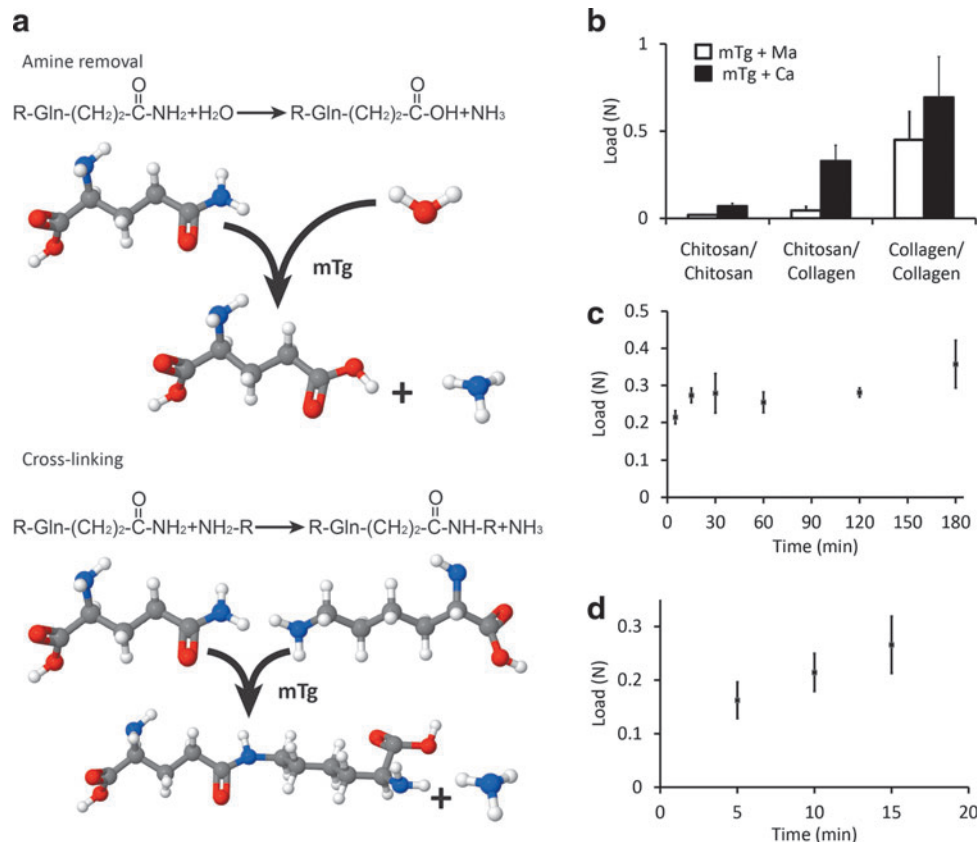 a
Amine removal
O
R-Gln-(CH₂)₂-C-NH₂+H₂O
O
R-Gln-(CH₂)₂-C-OH+NH₃
mTg
+
Cross-linking
O
R-Gln-(CH₂)₂-C-NH₂+NH₂-R
O
R-Gln-(CH₂)₂-C-NH-R+NH₃
mTg
+
b
Load (N)
1
0.5
0
mTg + Ma
mTg + Ca
Chitosan/
Chitosan
Chitosan/
Collagen
Collagen/
Collagen
c
Load (N)
0.5
0.4
0.3
0.2
0.1
0
0 30 60 90 120 150 180
Time (min)
d
Load (N)
0.3
0.2
0.1
0
0 5 10 15 20
Time (min)